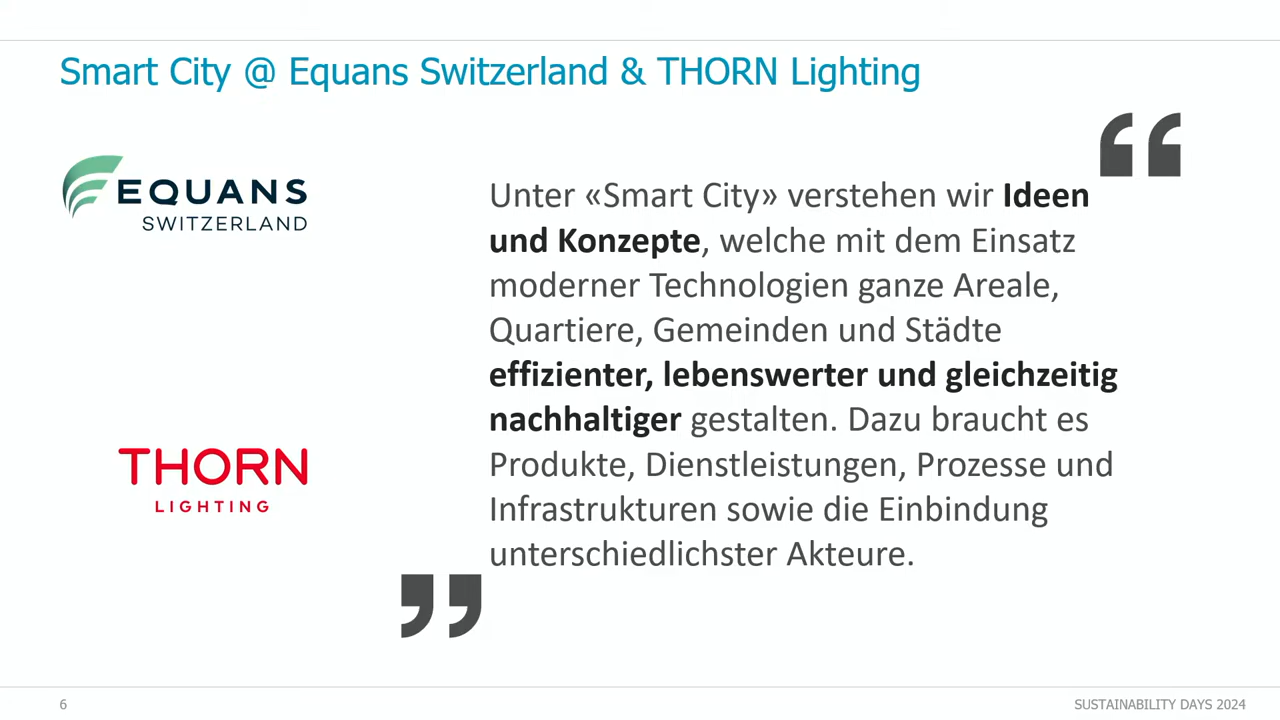 Smart City @ Equans Switzerland & THORN Lighting
EQUANS
SWITZERLAND
THORN
LIGHTING
“
Unter «Smart City» verstehen wir Ideen
und Konzepte, welche mit dem Einsatz
moderner Technologien ganze Areale,
Quartiere, Gemeinden und Städte
effizienter, lebenswerter und gleichzeitig
nachhaltiger gestalten. Dazu braucht es
Produkte, Dienstleistungen, Prozesse und
Infrastrukturen sowie die Einbindung
unterschiedlichster Akteure.
”
6
SUSTAINABILITY DAYS 2024